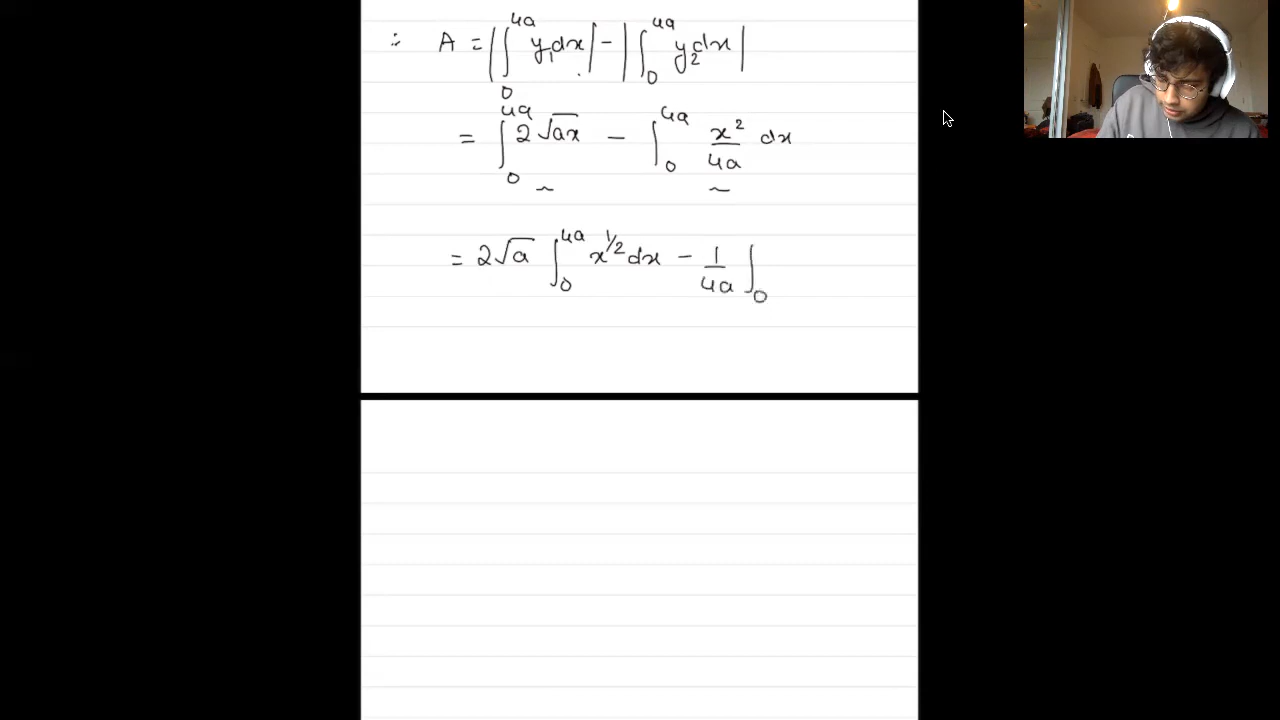 ∴ A = |∫₀^4a y₁dx| - |∫₀^4a y₂dx|
= ∫₀^4a 2√ax - ∫₀^4a x²/4a dx
= 2√a ∫₀^4a x^1/2 dx - 1/4a ∫₀